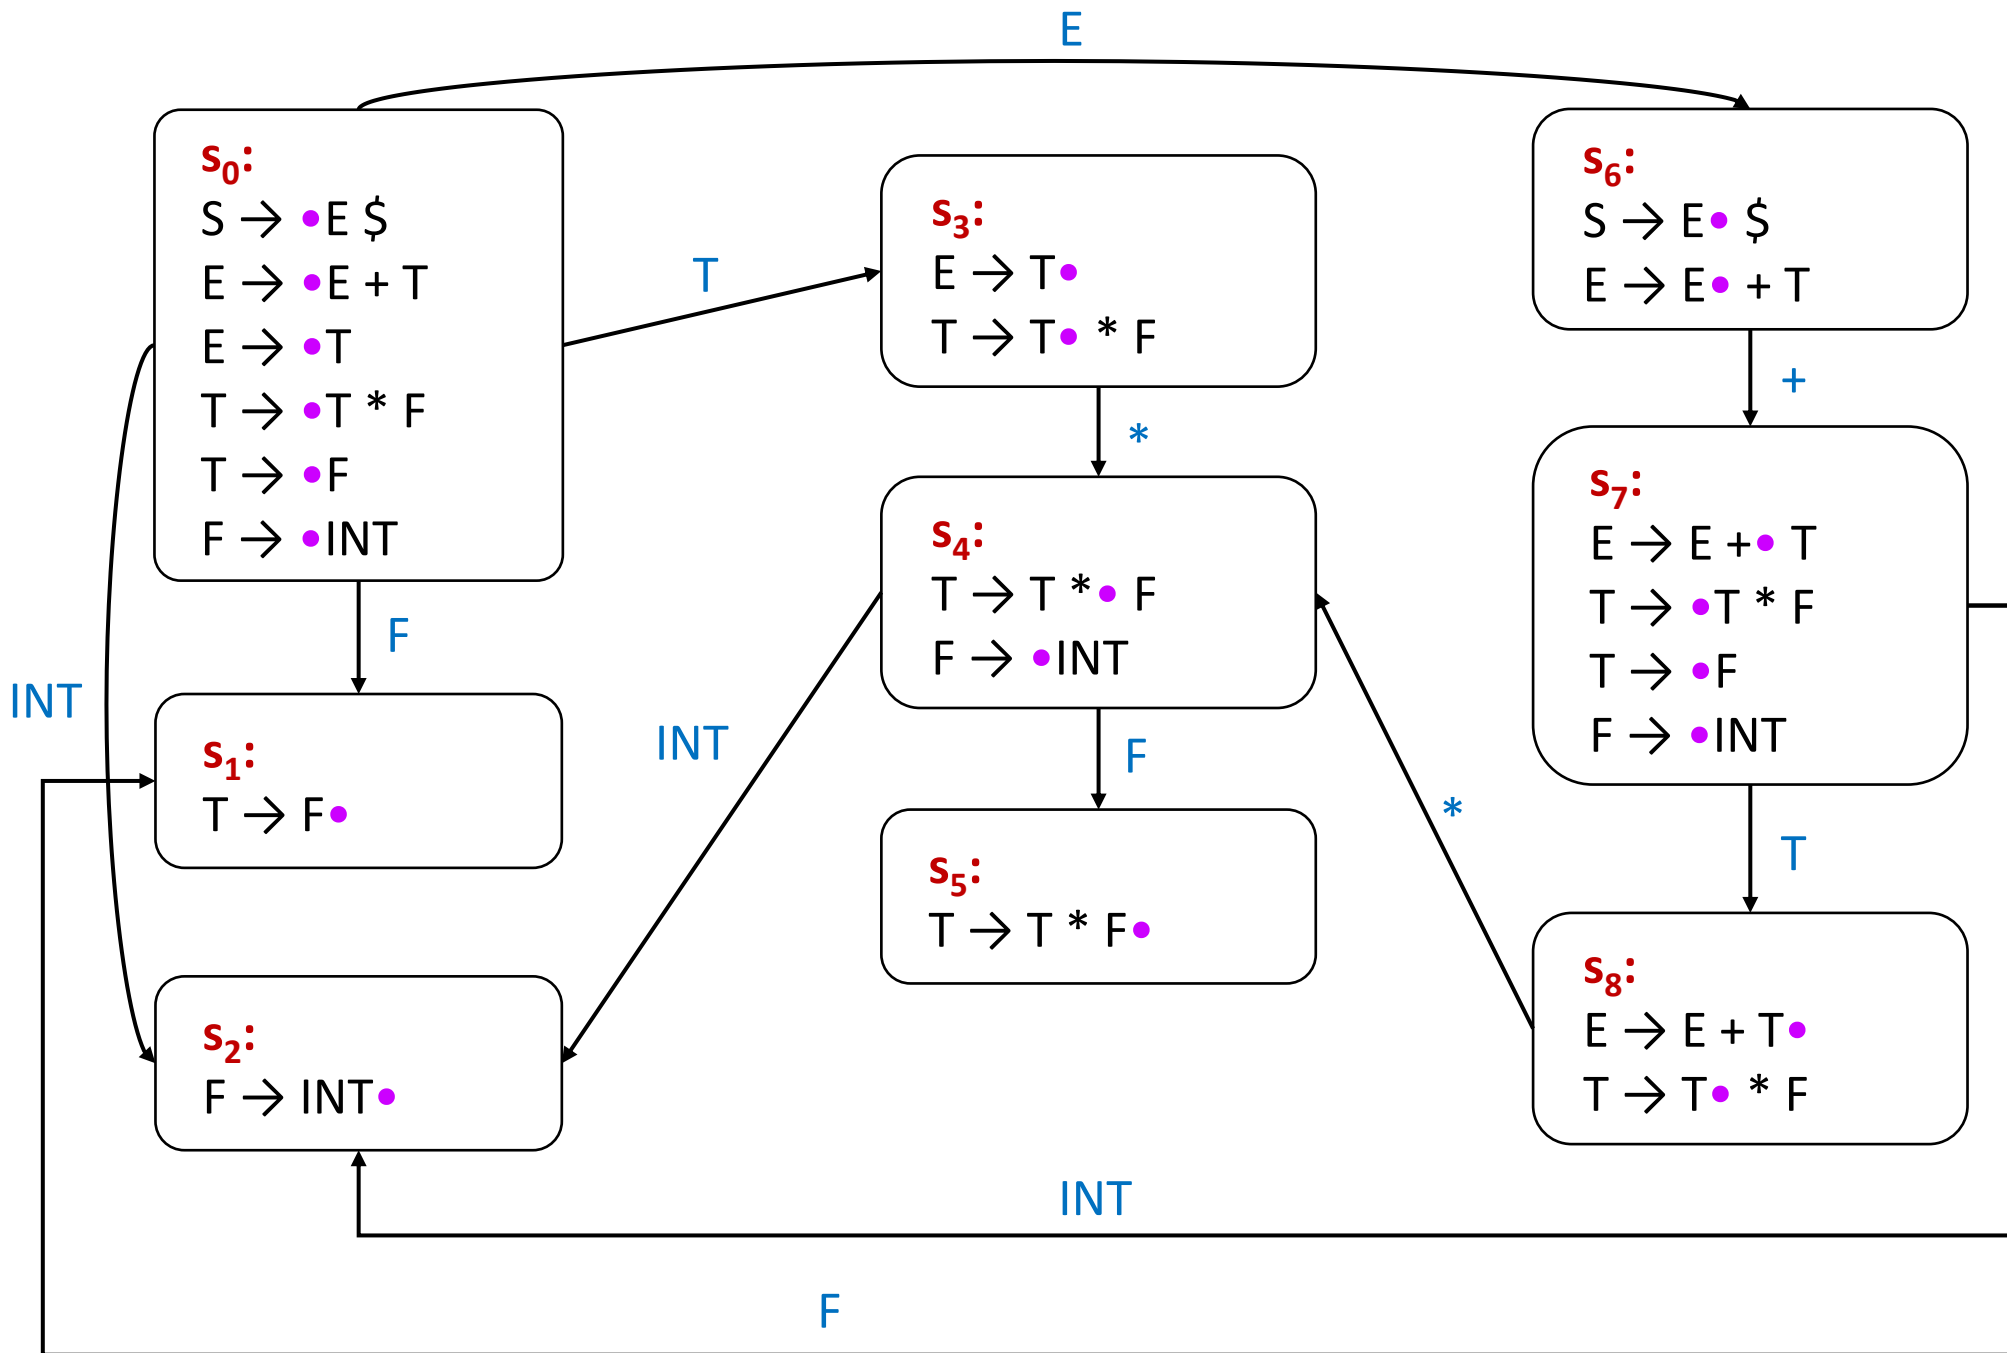 E
s0:
S → •E $
E → •E + T
E → •T
T → •T * F
T → •F
F → •INT
T
s3:
E → T•
T → T• * F
s6:
S → E• $
E → E• + T
+
*
F
INT
s1:
T → F•
INT
s4:
T → T *• F
F → •INT
F
s7:
E → E +• T
T → •T * F
T → •F
F → •INT
*
T
s5:
T → T * F•
s2:
F → INT•
s8:
E → E + T•
T → T• * F
INT
F